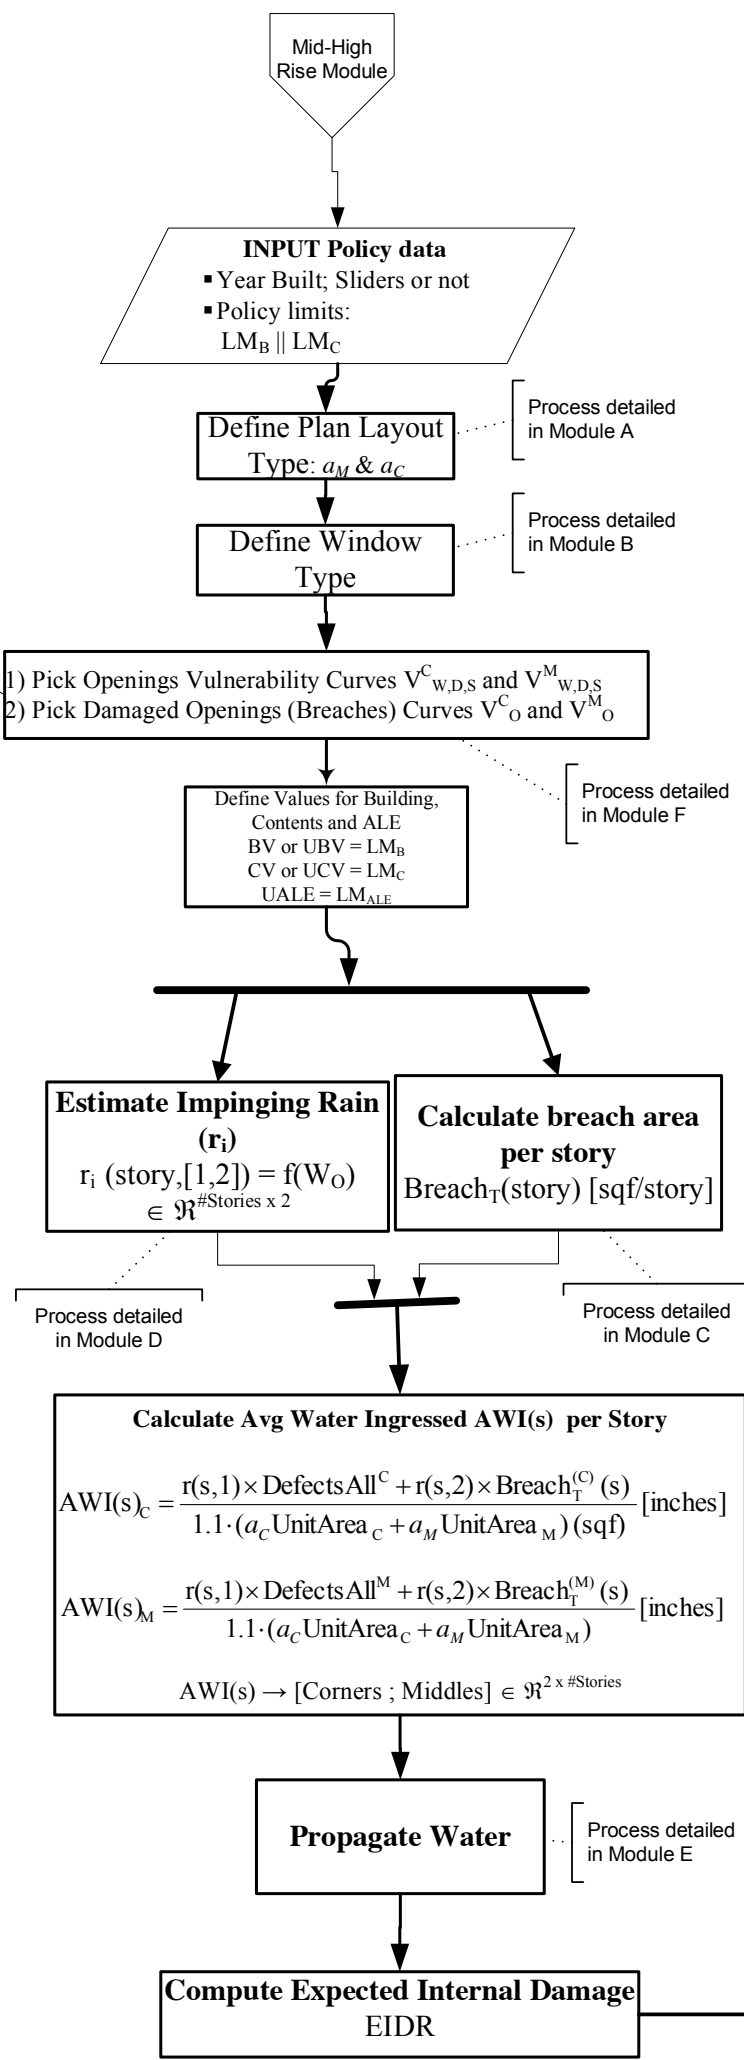 Mid-High
Rise Module
INPUT Policy data
▪ Year Built; Sliders or not
▪ Policy limits:
LM_B || LM_C
Define Plan Layout
Type: a_M & a_C
Process detailed
in Module A
Define Window
Type
Process detailed
in Module B
1) Pick Openings Vulnerability Curves V^C_W,D,S and V^M_W,D,S
2) Pick Damaged Openings (Breaches) Curves V^C_O and V^M_O
Process detailed
in Module F
Define Values for Building,
Contents and ALE
BV or UBV = LM_B
CV or UCV = LM_C
UALE = LM_ALE
Estimate Impinging Rain
(r_i)
r_i (story,[1,2]) = f(W_O)
∈ ℜ^#Stories x 2
Calculate breach area
per story
Breach_T(story) [sqf/story]
Process detailed
in Module D
Process detailed
in Module C
Calculate Avg Water Ingressed AWI(s) per Story
AWI(s)_C = (r(s,1) × DefectsAll^C + r(s,2) × Breach_T^(C) (s)) / (1.1·(a_C UnitArea_C + a_M UnitArea_M) (sqf)) [inches]
AWI(s)_M = (r(s,1) × DefectsAll^M + r(s,2) × Breach_T^(M) (s)) / (1.1·(a_C UnitArea_C + a_M UnitArea_M)) [inches]
AWI(s) → [Corners ; Middles] ∈ ℜ^2 x #Stories
Propagate Water
Process detailed
in Module E
Compute Expected Internal Damage
EIDR